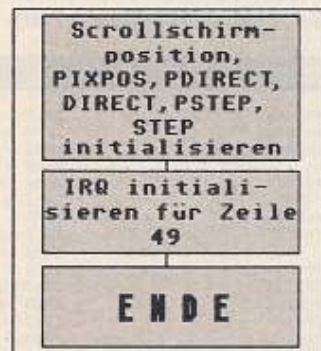 Scrollschirm-
position,
PIXPOS, PDIRECT,
DIRECT, PSTEP,
STEP
initialisieren
IRQ initiali-
sieren für Zeile
49
ENDE